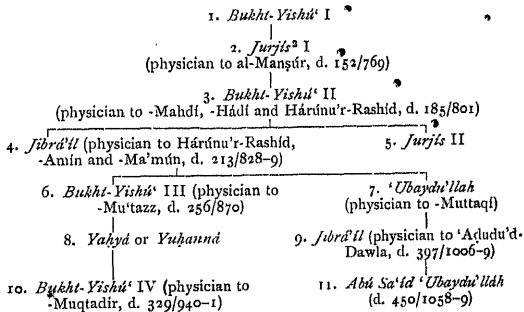 1. Bukht-Yishú‘ I
2. Jurjís² I
(physician to al-Manṣúr, d. 152/769)
3. Bukht-Yishú‘ II
(physician to -Mahdí, -Hádí and Hárúnu’r-Rashíd, d. 185/801)
4. Jibrá’íl (physician to Hárúnu’r-Rashíd, 5. Jurjís II
-Amín and -Ma’mún, d. 213/828-9)
6. Bukht-Yishú‘ III (physician to 7. ‘Ubaydu’llah
-Mu‘tazz, d. 256/870) (physician to -Muttaqí)
8. Yaḥyá or Yuḥanná 9. Jibrá’íl (physician to ‘Aḍudu’d-
Dawla, d. 397/1006-9)
10. Bukht-Yishú‘ IV (physician to 11. Abú Sa‘íd ‘Ubaydu’lláh
-Muqtadir, d. 329/940-1) (d. 450/1058-9)